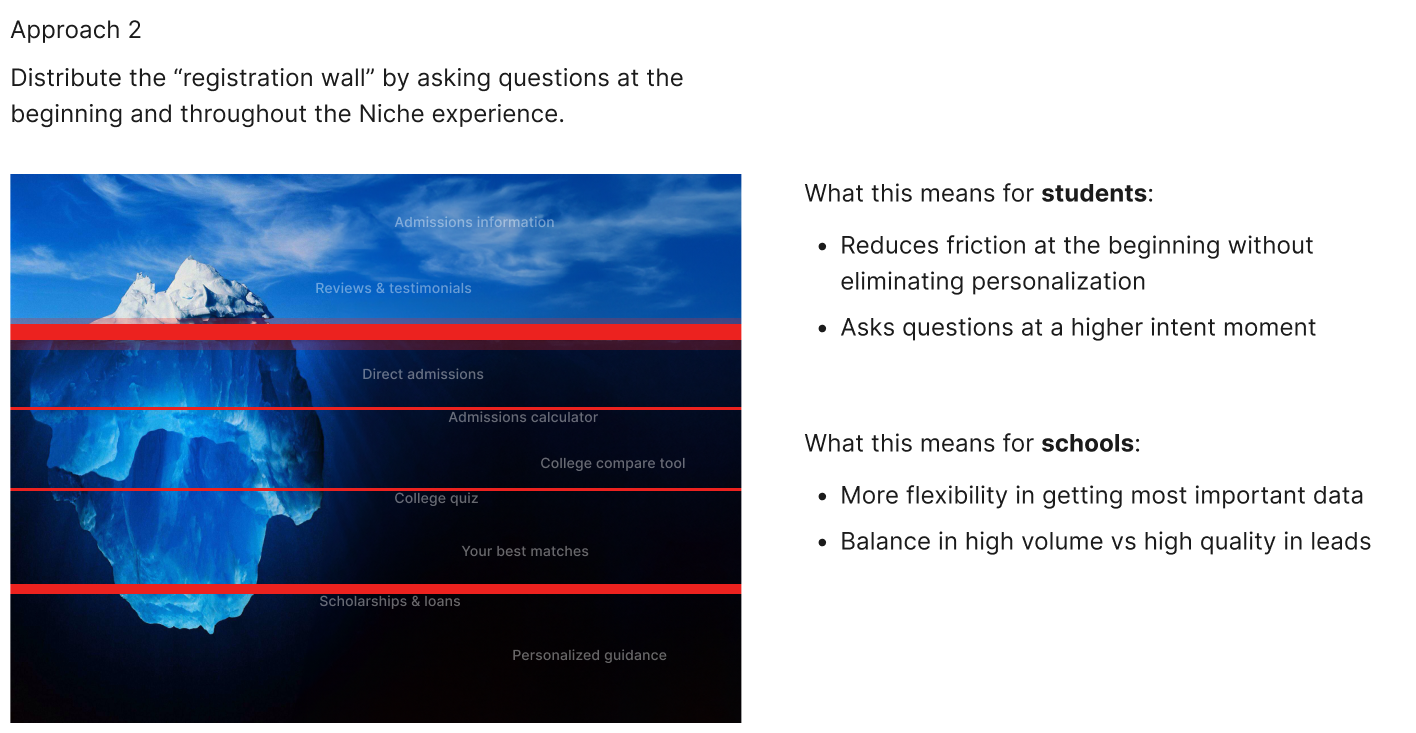 Approach 2
Distribute the “registration wall” by asking questions at the
beginning and throughout the Niche experience.
Admissions information
Reviews & testimonials
Direct admissions
Admissions calculator
College compare tool
College quiz
Your best matches
Scholarships & loans
Personalized guidance
What this means for students:
• Reduces friction at the beginning without
eliminating personalization
• Asks questions at a higher intent moment
What this means for schools:
• More flexibility in getting most important data
• Balance in high volume vs high quality in leads